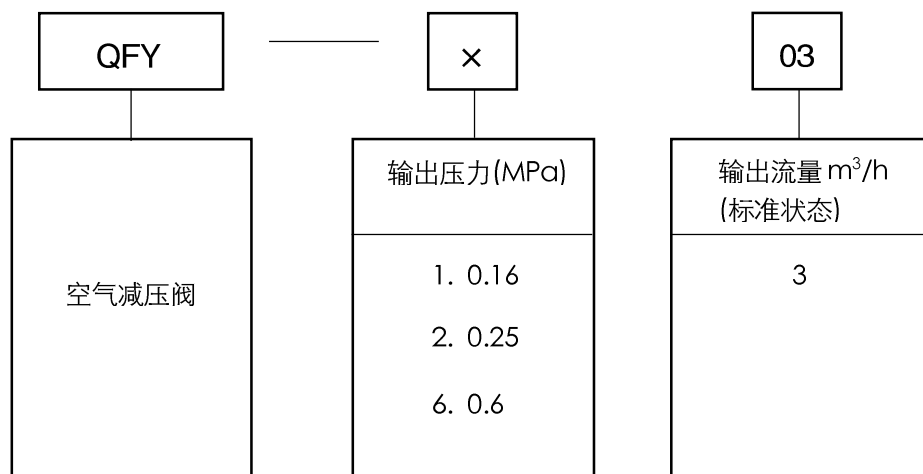 QFY
×
03
空气减压阀
输出压力(MPa)
1. 0.16
2. 0.25
6. 0.6
输出流量 m³/h
(标准状态)
3